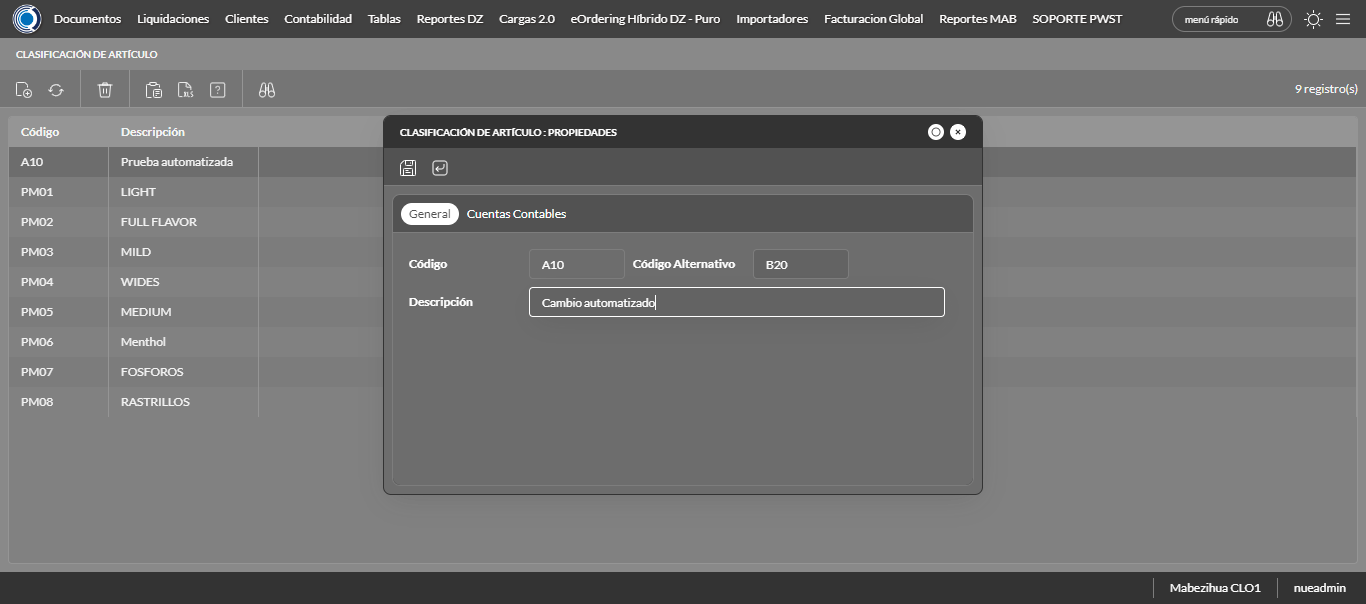 Documentos Liquidaciones Clientes Contabilidad Tablas Reportes DZ Cargas 2.0 eOrdering Híbrido DZ - Puro Importadores Facturacion Global Reportes MAB SOPORTE PWST menú rápido
CLASIFICACIÓN DE ARTÍCULO
XLS ? 9 registro(s)
Código Descripción
A10 Prueba automatizada
PM01 LIGHT
PM02 FULL FLAVOR
PM03 MILD
PM04 WIDES
PM05 MEDIUM
PM06 Menthol
PM07 FOSFOROS
PM08 RASTRILLOS
CLASIFICACIÓN DE ARTÍCULO : PROPIEDADES
General Cuentas Contables
Código A10 Código Alternativo B20
Descripción Cambio automatizado
Mabezihua CLO1 nueadmin